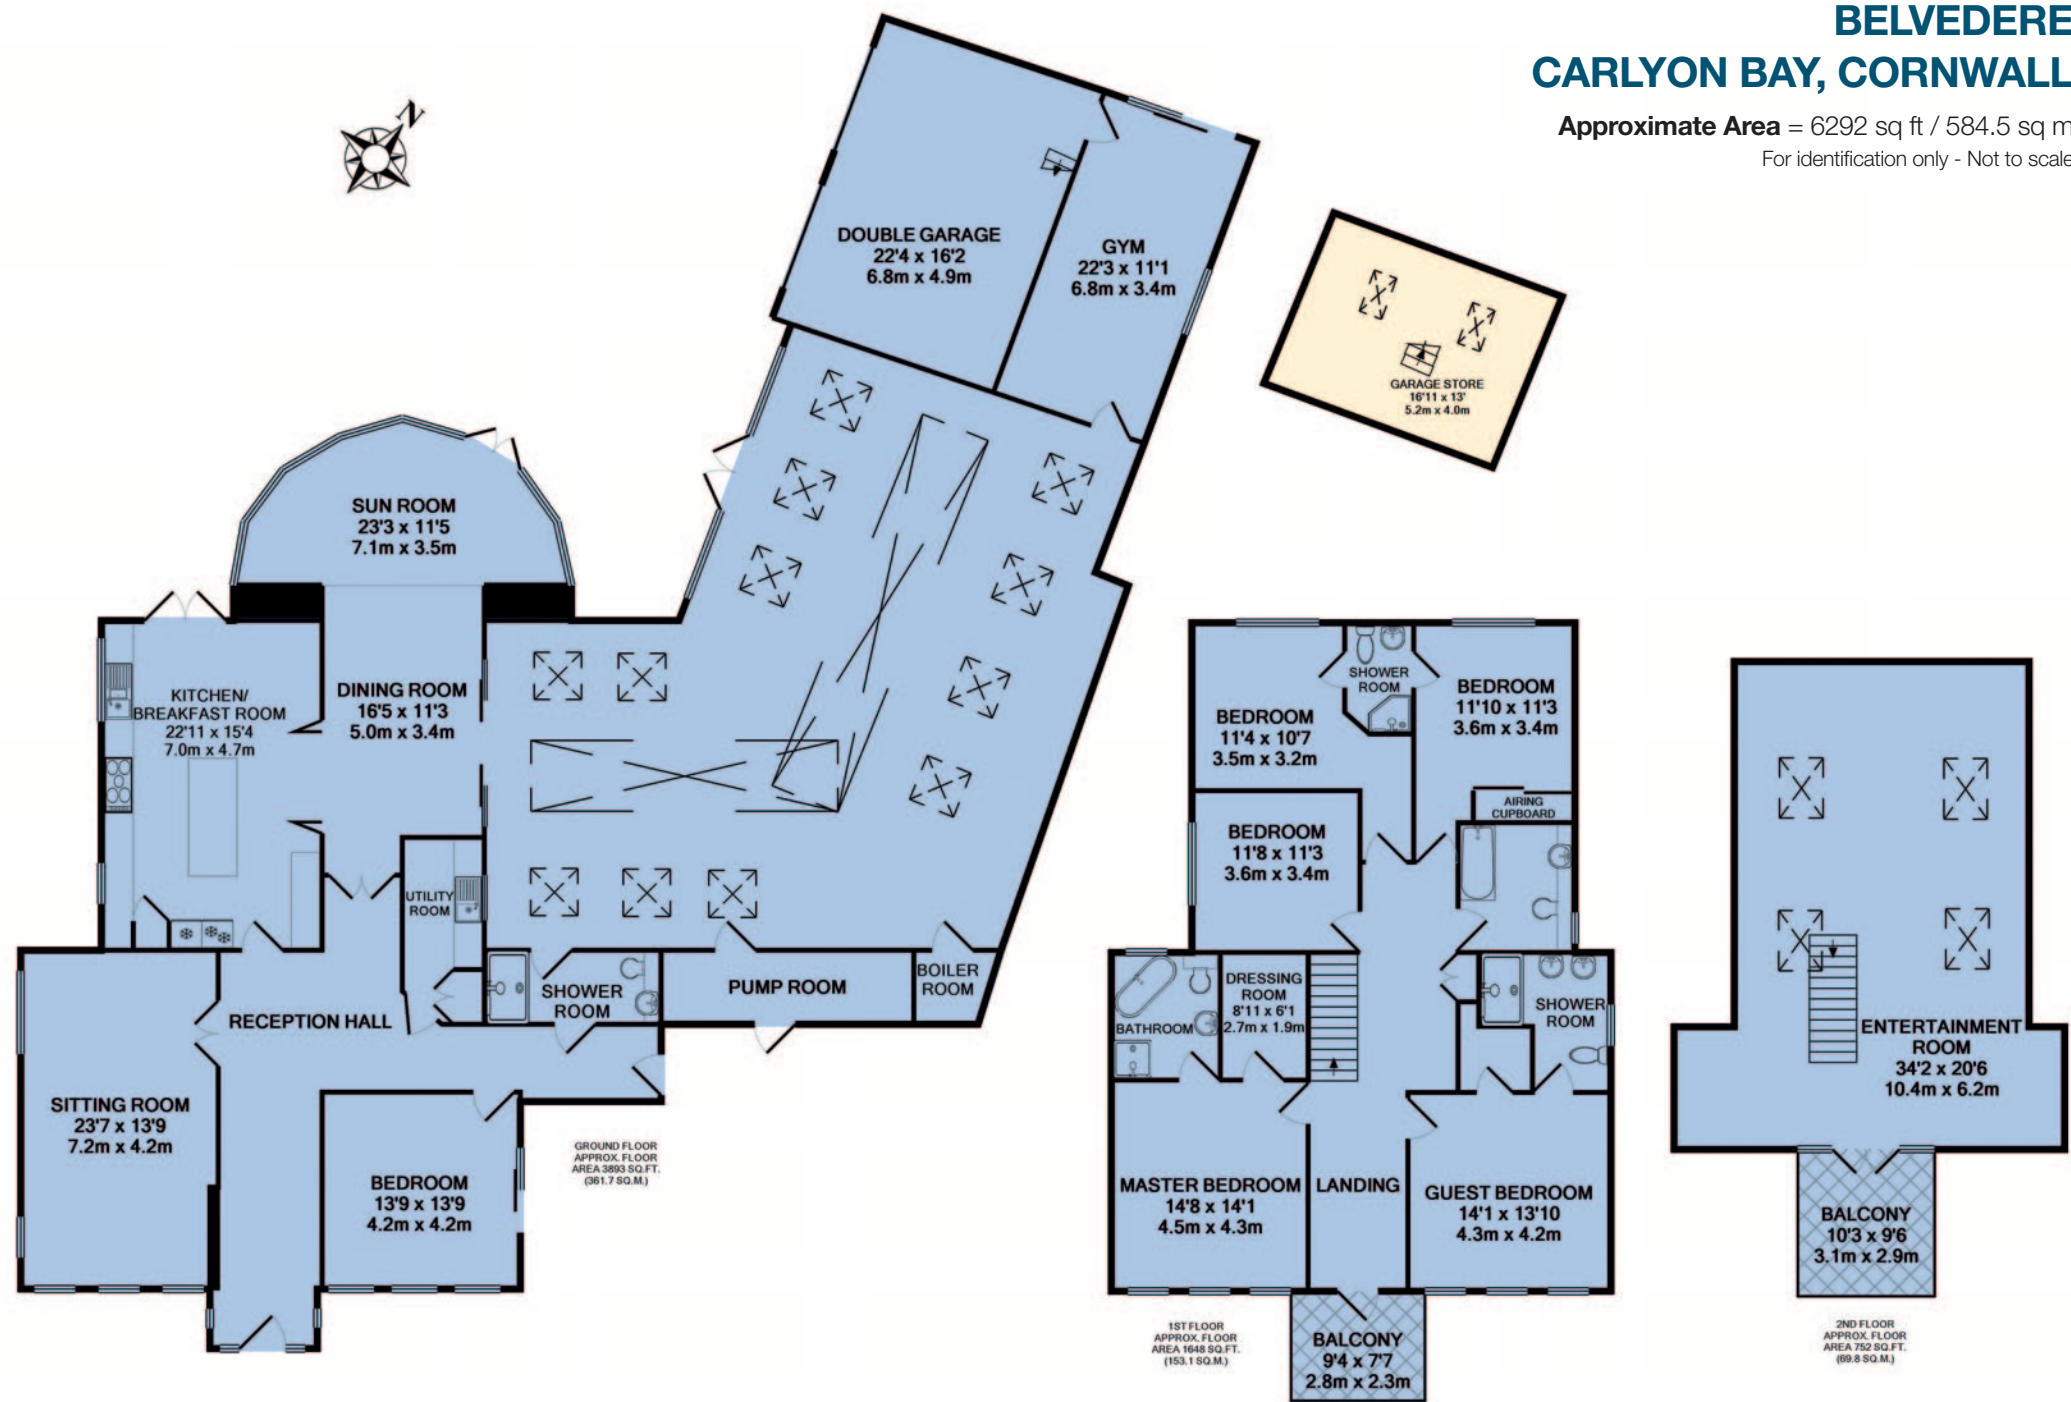 BELVEDERE
CARLYON BAY, CORNWALL
Approximate Area = 6292 sq ft / 584.5 sq m
For identification only - Not to scale
N
DOUBLE GARAGE
22'4 x 16'2
6.8m x 4.9m
GYM
22'3 x 11'1
6.8m x 3.4m
GARAGE STORE
16'11 x 13'
5.2m x 4.0m
SUN ROOM
23'3 x 11'5
7.1m x 3.5m
KITCHEN/
BREAKFAST ROOM
22'11 x 15'4
7.0m x 4.7m
DINING ROOM
16'5 x 11'3
5.0m x 3.4m
UTILITY
ROOM
SHOWER
ROOM
PUMP ROOM
BOILER
ROOM
RECEPTION HALL
SITTING ROOM
23'7 x 13'9
7.2m x 4.2m
BEDROOM
13'9 x 13'9
4.2m x 4.2m
GROUND FLOOR
APPROX. FLOOR
AREA 3893 SQ.FT.
(361.7 SQ.M.)
BEDROOM
11'4 x 10'7
3.5m x 3.2m
SHOWER
ROOM
BEDROOM
11'10 x 11'3
3.6m x 3.4m
AIRING
CUPBOARD
BEDROOM
11'8 x 11'3
3.6m x 3.4m
BATHROOM
DRESSING
ROOM
8'11 x 6'1
2.7m x 1.9m
SHOWER
ROOM
MASTER BEDROOM
14'8 x 14'1
4.5m x 4.3m
LANDING
GUEST BEDROOM
14'1 x 13'10
4.3m x 4.2m
BALCONY
9'4 x 7'7
2.8m x 2.3m
1ST FLOOR
APPROX. FLOOR
AREA 1648 SQ.FT.
(153.1 SQ.M.)
ENTERTAINMENT
ROOM
34'2 x 20'6
10.4m x 6.2m
BALCONY
10'3 x 9'6
3.1m x 2.9m
2ND FLOOR
APPROX. FLOOR
AREA 752 SQ.FT.
(69.8 SQ.M.)